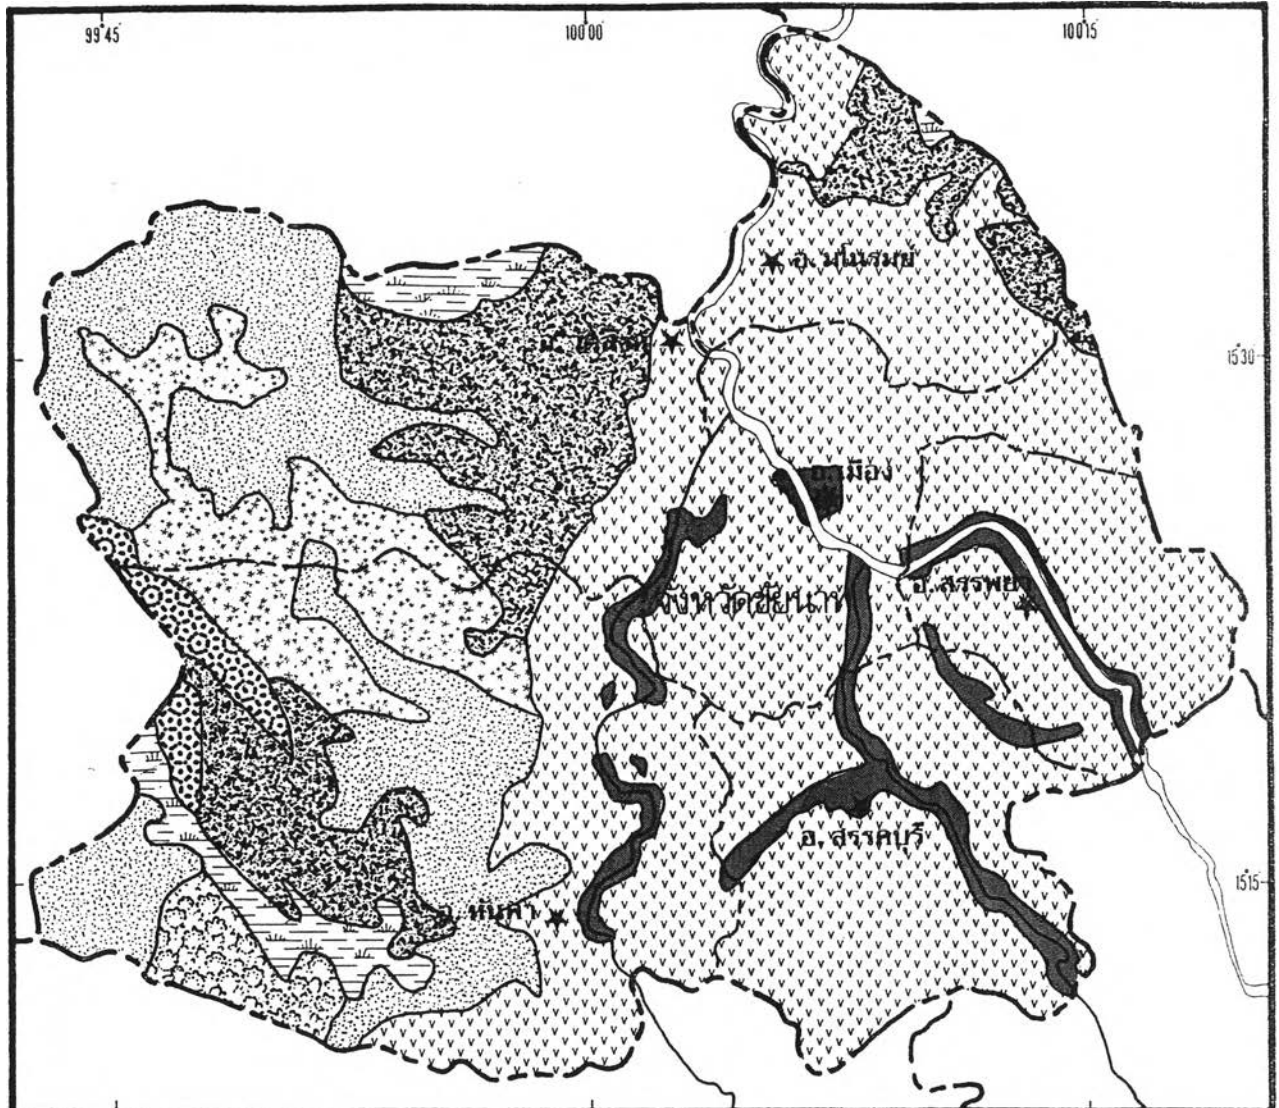 99°45′
100°00′
100°15′
อ. มโนรมย์
15°30′
อ. เมือง
อ. สรรพยา
จังหวัดชัยนาท
อ. สรรคบุรี
15°15′